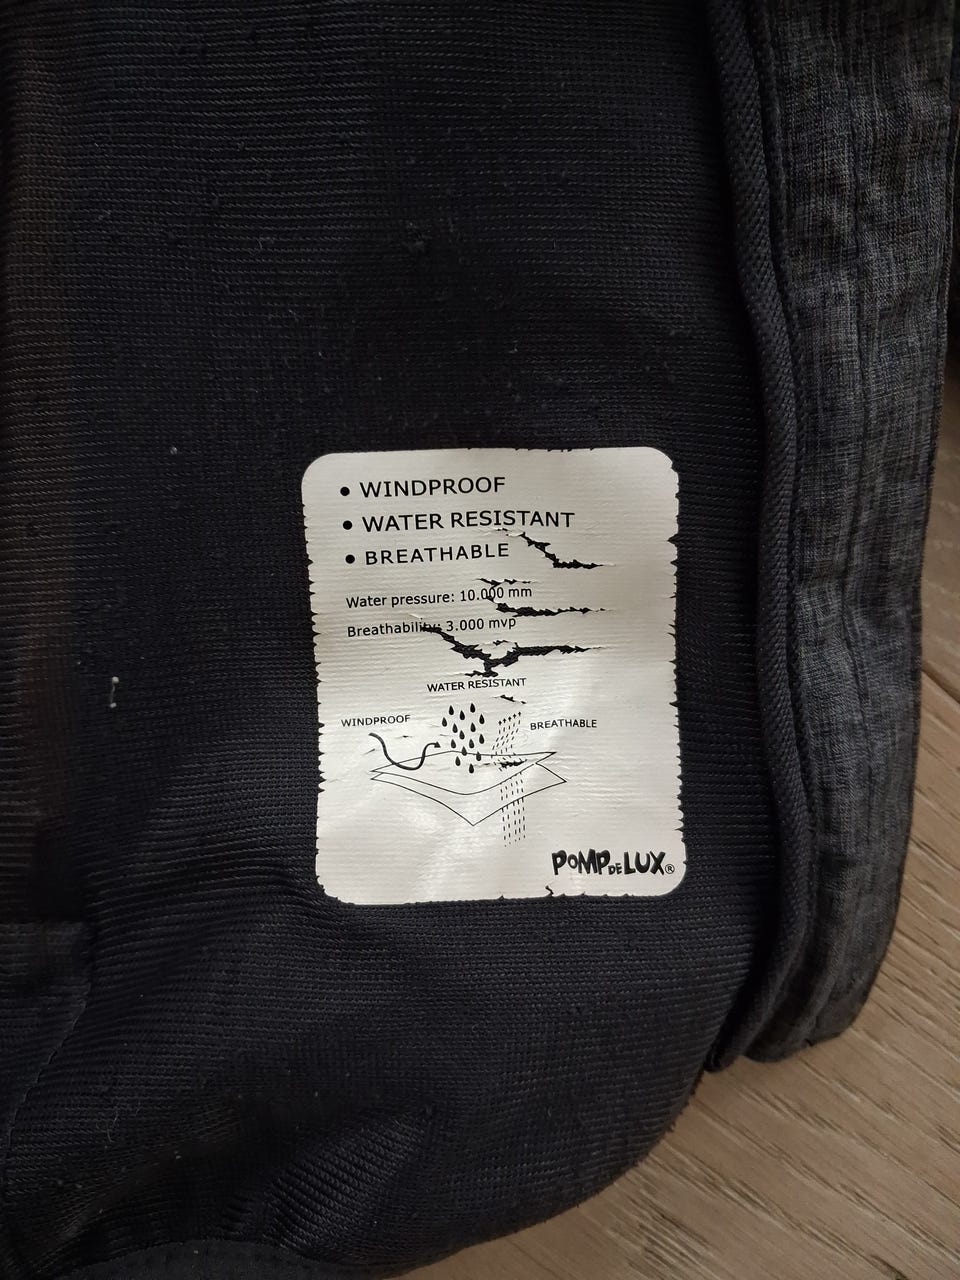 • WINDPROOF
• WATER RESISTANT
• BREATHABLE
Water pressure: 10.000 mm
Breathability: 3.000 mvp
WATER RESISTANT
WINDPROOF
BREATHABLE
POMPDELUX®